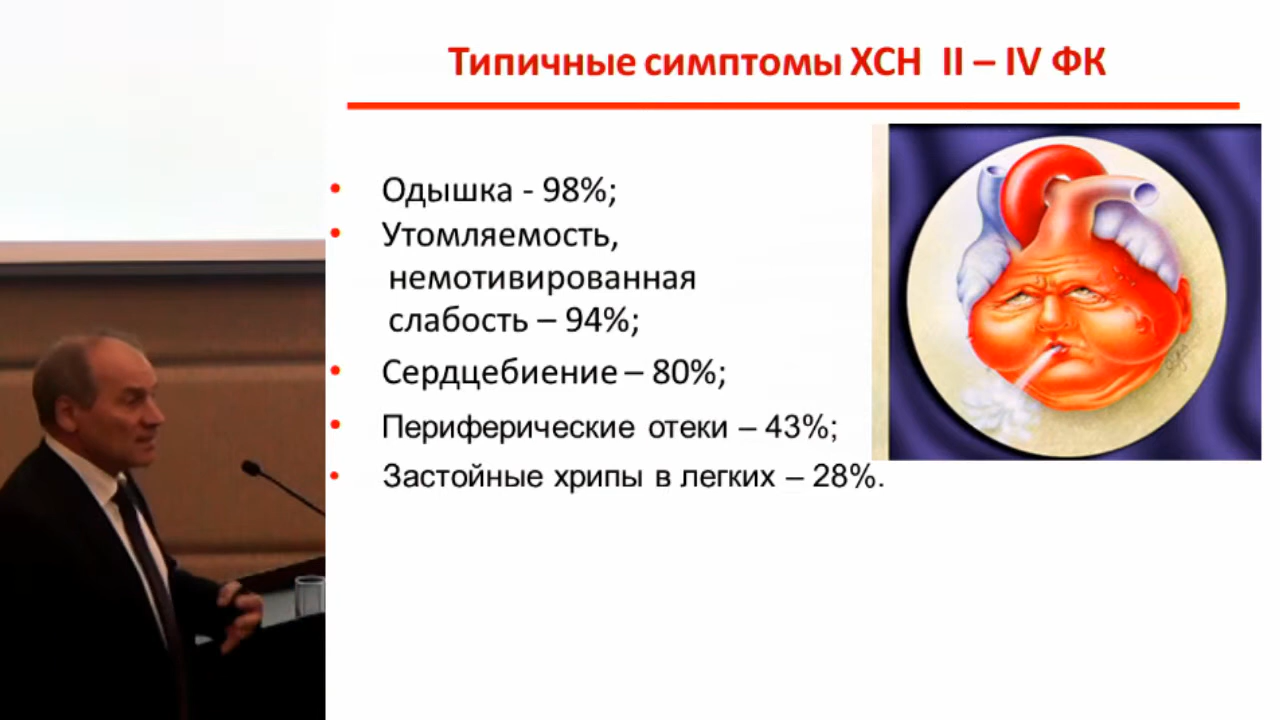 Типичные симптомы ХСН II – IV ФК
• Одышка - 98%;
• Утомляемость,
немотивированная
слабость – 94%;
• Сердцебиение – 80%;
• Периферические отеки – 43%;
• Застойные хрипы в легких – 28%.